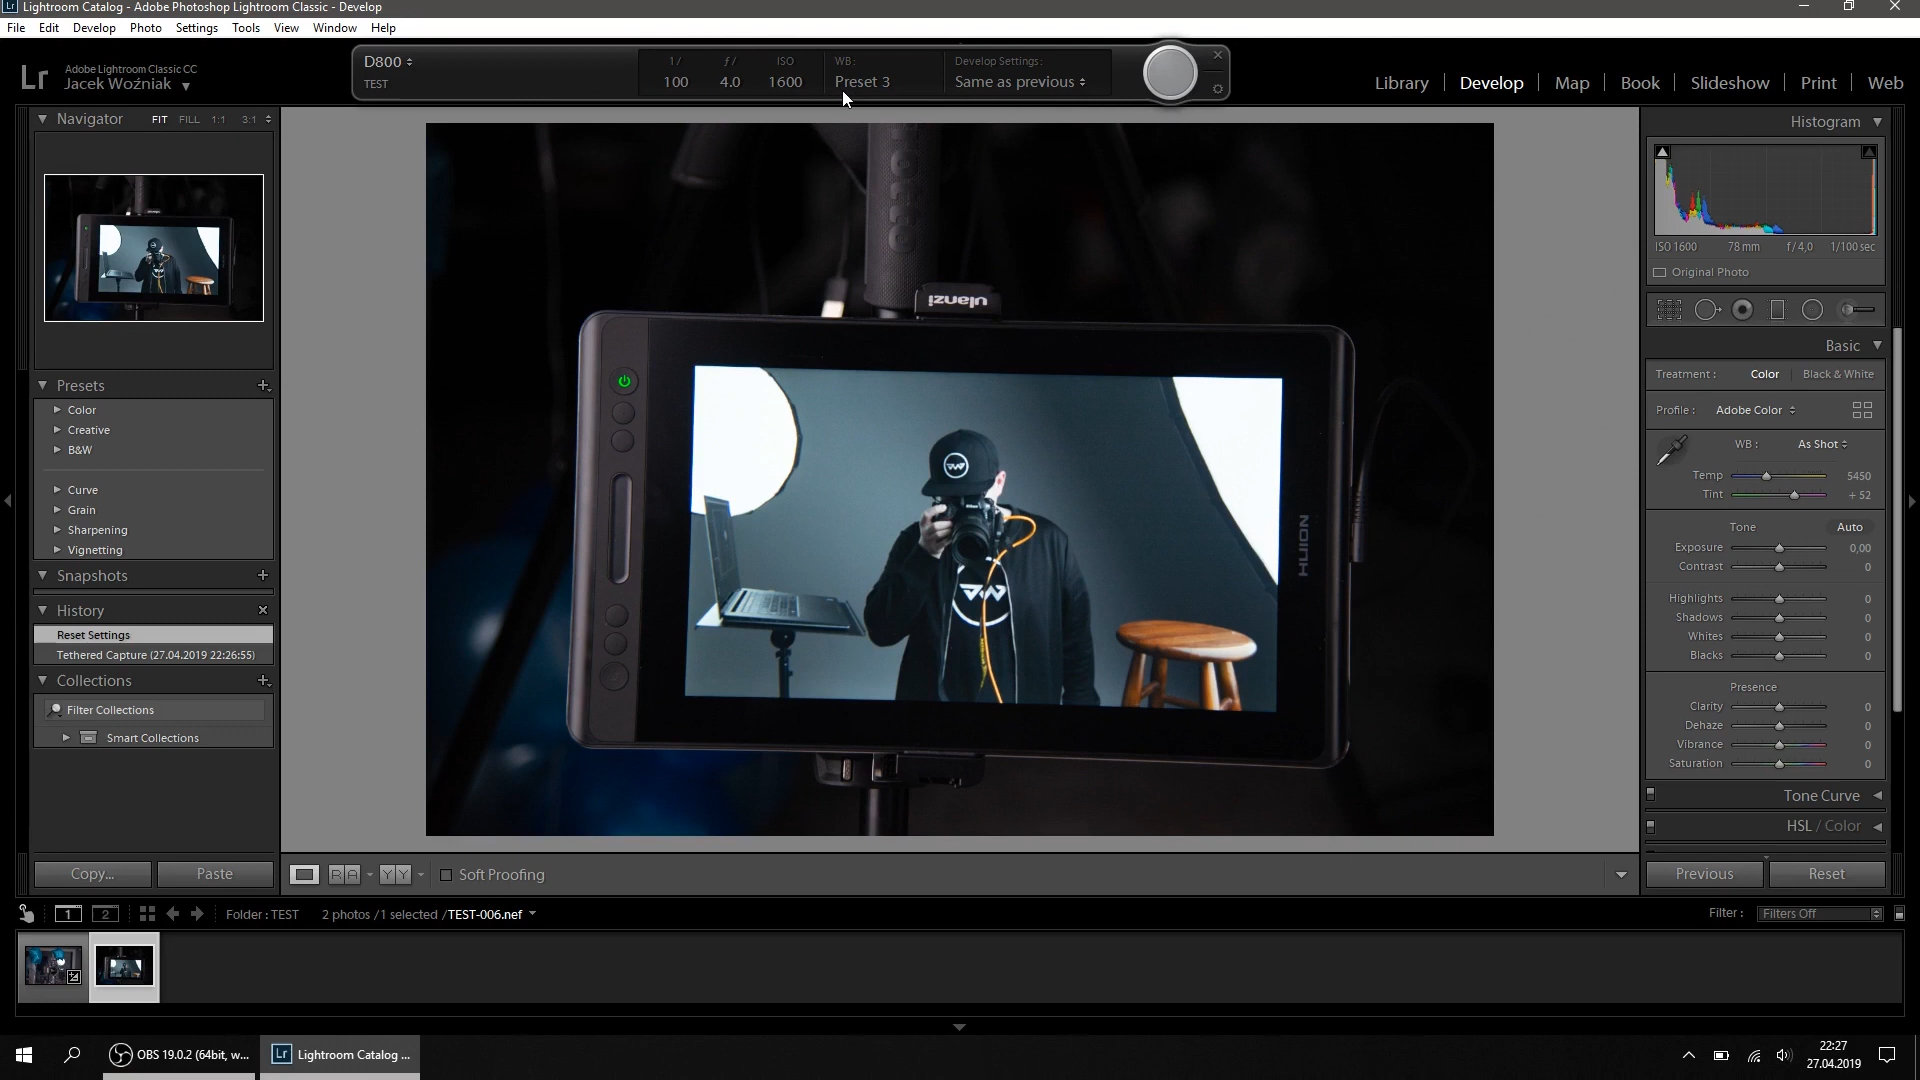 Lr Lightroom Catalog - Adobe Photoshop Lightroom Classic - Develop
File Edit Develop Photo Settings Tools View Window Help
Lr Adobe Lightroom Classic CC
Jacek Woźniak
D800
TEST
1/ ƒ/ ISO WB: Develop Settings:
100 4.0 1600 Preset 3 Same as previous
Library Develop Map Book Slideshow Print Web
Navigator FIT FILL 1:1 3:1
Presets
Color
Creative
B&W
Curve
Grain
Sharpening
Vignetting
Snapshots
History
Reset Settings
Tethered Capture (27.04.2019 22:26:55)
Collections
Filter Collections
Smart Collections
Copy... Paste
otto
ulanzi
HUION
Histogram
ISO 1600 78 mm f / 4,0 1/100 sec
Original Photo
Basic
Treatment : Color Black & White
Profile : Adobe Color
WB : As Shot
Temp 5450
Tint + 52
Tone Auto
Exposure 0,00
Contrast 0
Highlights 0
Shadows 0
Whites 0
Blacks 0
Presence
Clarity 0
Dehaze 0
Vibrance 0
Saturation 0
Tone Curve
HSL / Color
Previous Reset
R A Y Y Soft Proofing
1 2 Folder : TEST 2 photos /1 selected /TEST-006.nef
Filter : Filters Off
OBS 19.0.2 (64bit, w... Lr Lightroom Catalog ...
22:27
27.04.2019